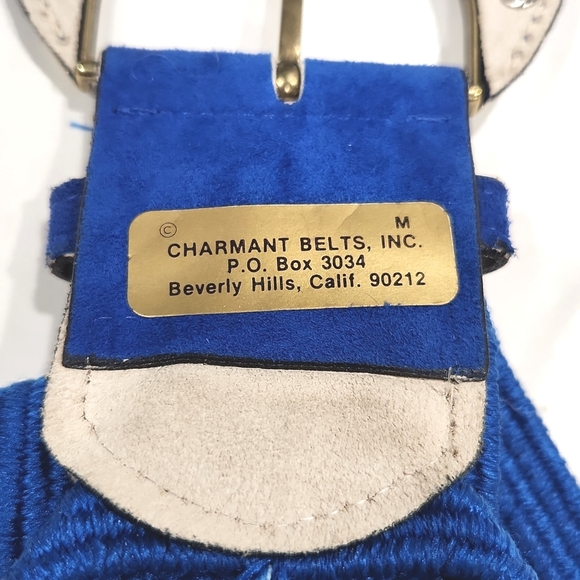 © M
CHARMANT BELTS, INC.
P.O. Box 3034
Beverly Hills, Calif. 90212